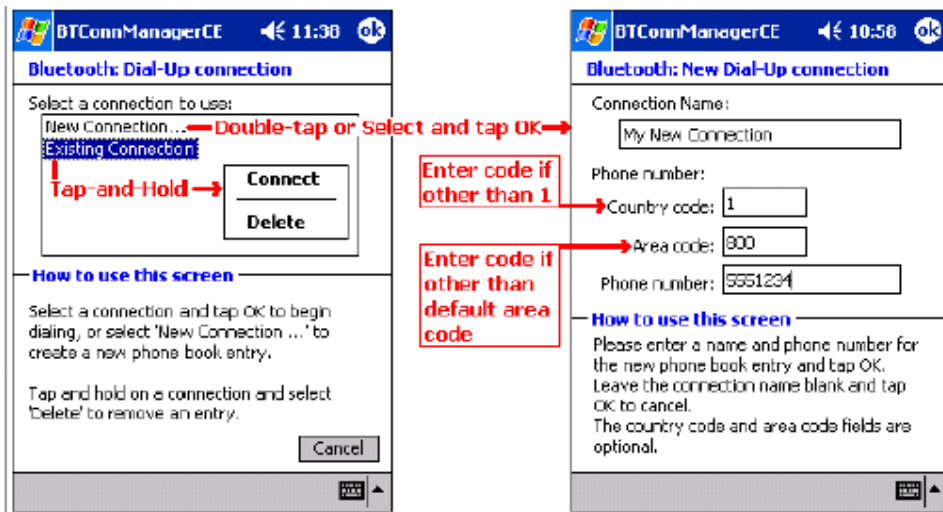 BTConnManagerCE 11:38 ok
Bluetooth: Dial-Up connection
Select a connection to use:
New Connection...
Double-tap or Select and tap OK
Existing Connection
Tap-and-Hold
Connect
Delete
How to use this screen
Select a connection and tap OK to begin
dialing, or select 'New Connection ...' to
create a new phone book entry.
Tap and hold on a connection and select
'Delete' to remove an entry.
Cancel
Enter code if
other than 1
Enter code if
other than
default area
code
BTConnManagerCE 10:58 ok
Bluetooth: New Dial-Up connection
Connection Name:
My New Connection
Phone number:
Country code: 1
Area code: 800
Phone number: 5551234
How to use this screen
Please enter a name and phone number for
the new phone book entry and tap OK.
Leave the connection name blank and tap
OK to cancel.
The country code and area code fields are
optional.